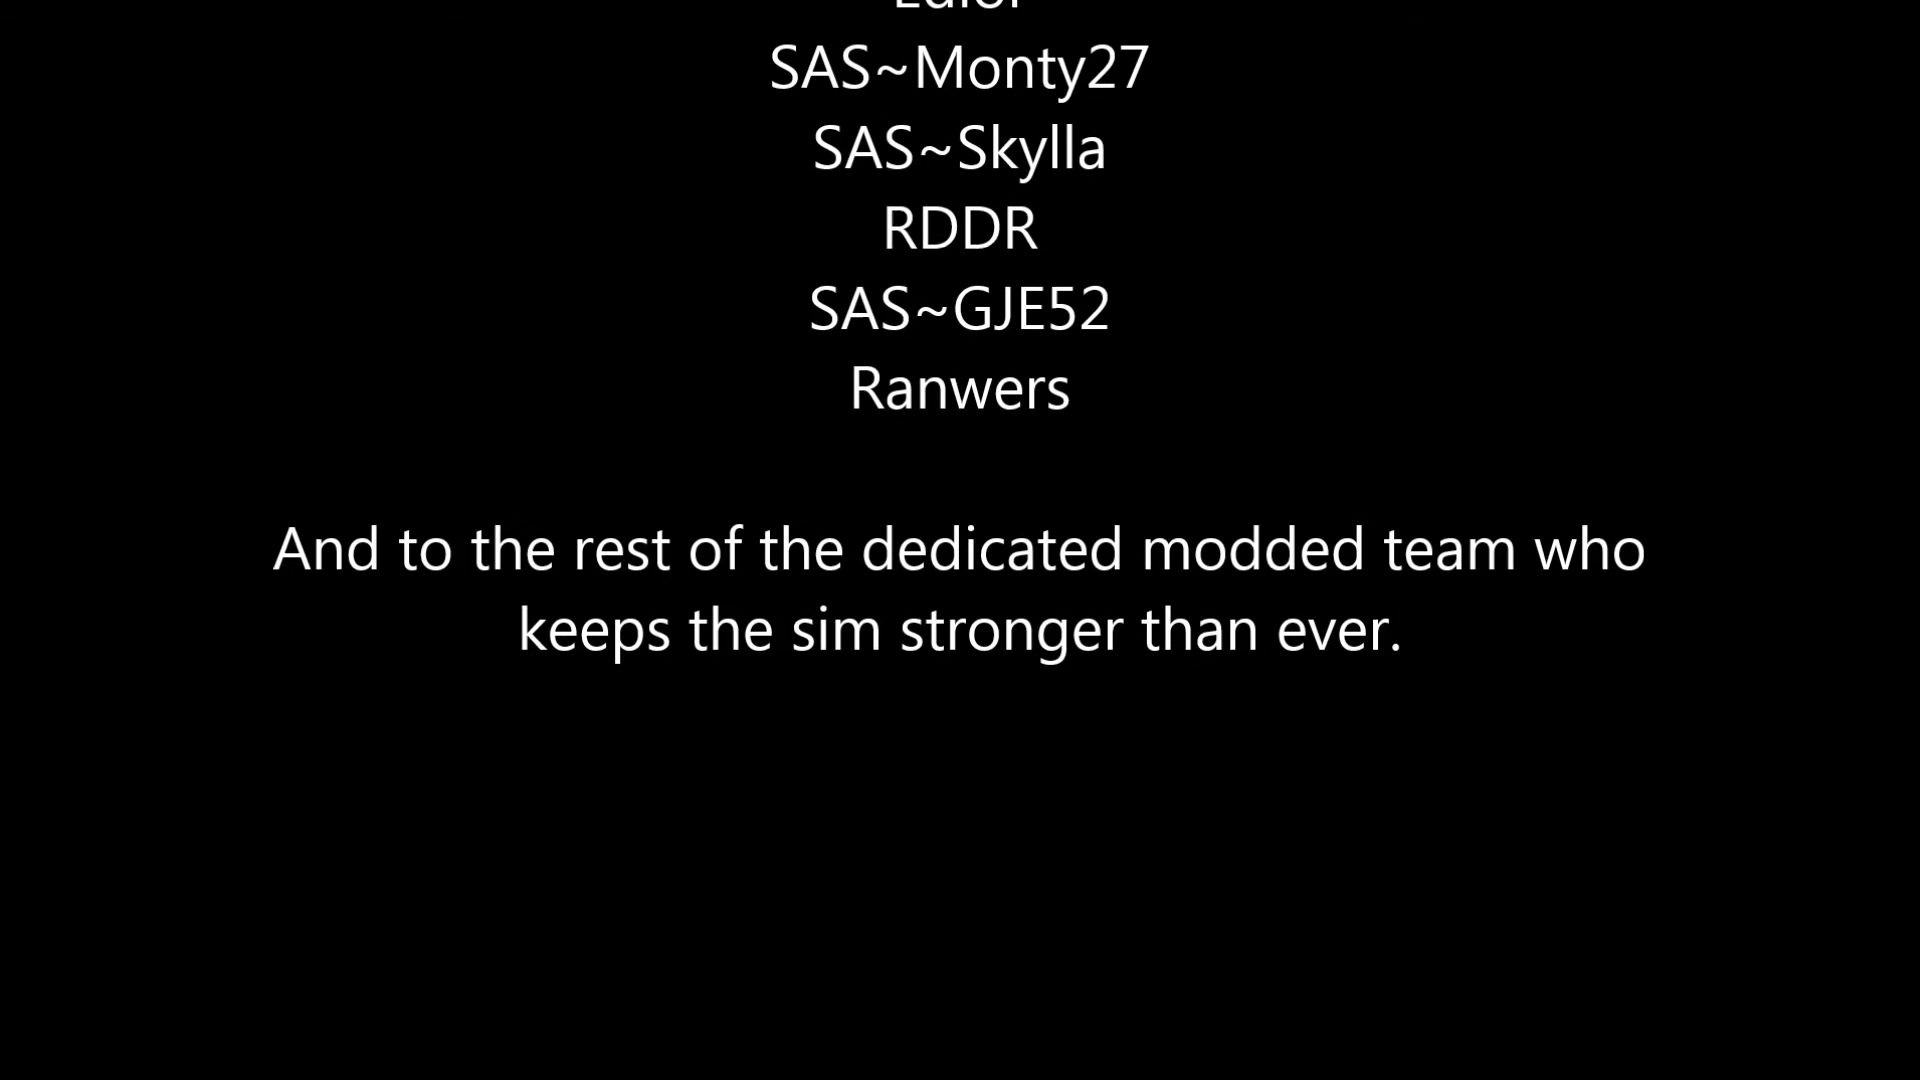 SAS~Monty27
SAS~Skylla
RDDR
SAS~GJE52
Ranwers
And to the rest of the dedicated modded team who
keeps the sim stronger than ever.